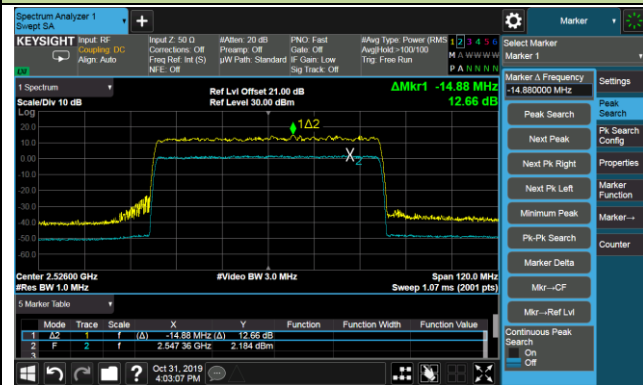 Spectrum Analyzer 1
Swept SA
+
Marker
KEYSIGHT
Input: RF
Coupling: DC
Align: Auto
Input Z: 50 Ω
Corrections: Off
Freq Ref: Int (S)
NFE: Off
#Atten: 20 dB
Preamp: Off
µW Path: Standard
PNO: Fast
Gate: Off
IF Gain: Low
Sig Track: Off
#Avg Type: Power (RMS
Avg|Hold:>100/100
Trig: Free Run
1 2 3 4 5 6
M A W W W W
P A N N N N
Select Marker
Marker 1
1 Spectrum
Scale/Div 10 dB
Log
Ref Lvl Offset 21.00 dB
Ref Level 30.00 dBm
ΔMkr1 -14.88 MHz
12.66 dB
Marker Δ Frequency
-14.880000 MHz
Settings
Peak Search
Peak Search
Next Peak
Pk Search Config
Next Pk Right
Properties
Next Pk Left
Marker Function
Minimum Peak
Marker→
Pk-Pk Search
Counter
Marker Delta
Mkr→CF
Mkr→Ref Lvl
Continuous Peak Search
On
Off
20.0
10.0
0.00
-10.0
-20.0
-30.0
-40.0
-50.0
-60.0
1Δ2
X2
Center 2.52600 GHz
#Res BW 1.0 MHz
#Video BW 3.0 MHz
Span 120.0 MHz
Sweep 1.07 ms (2001 pts)
5 Marker Table
Mode Trace Scale X Y Function Function Width Function Value
1 Δ2 1 f (Δ) -14.88 MHz (Δ) 12.66 dB
2 F 2 f 2.547 36 GHz 2.184 dBm
3
?
Oct 31, 2019
4:03:07 PM